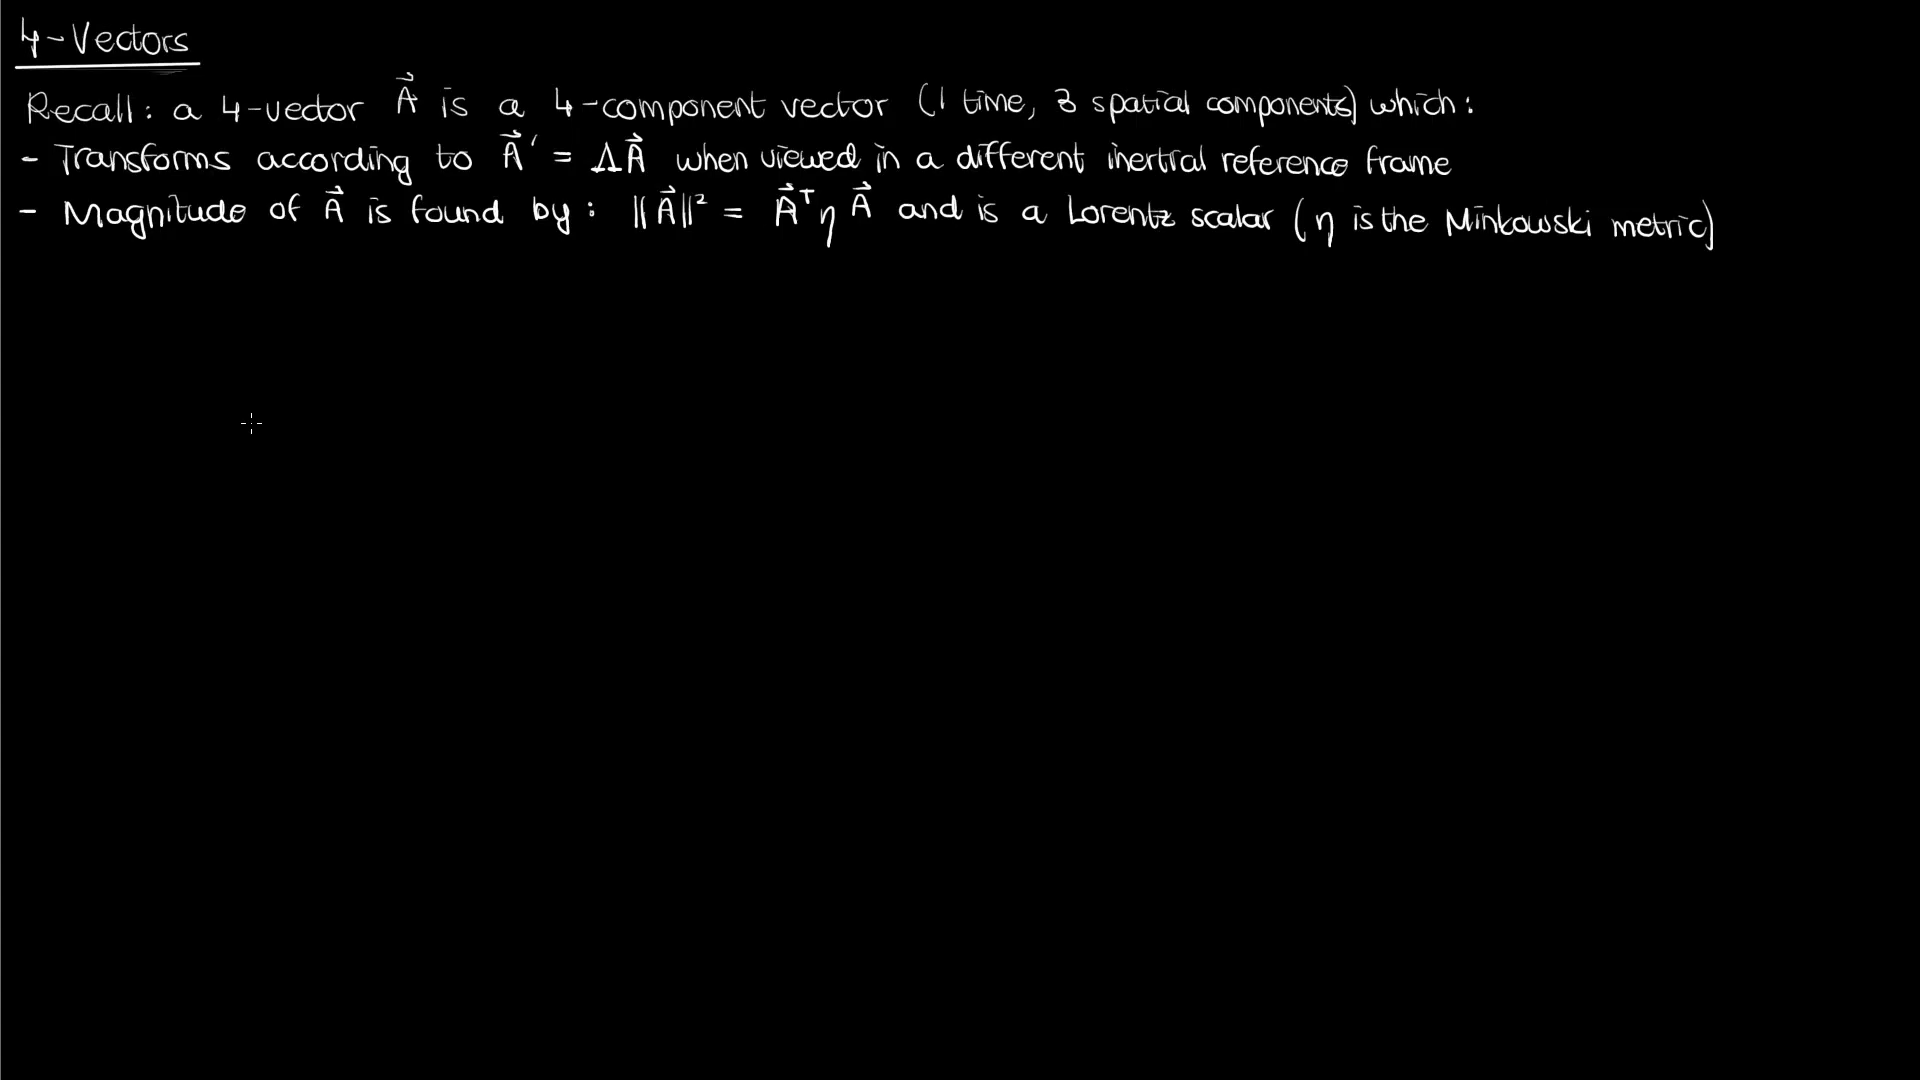 4-Vectors
Recall: a 4-vector A⃗ is a 4-component vector (1 time, 3 spatial components) which:
- Transforms according to A⃗' = ΛA⃗ when viewed in a different inertial reference frame
- Magnitude of A⃗ is found by: ||A⃗||² = A⃗ᵀηA⃗ and is a Lorentz scalar (η is the Minkowski metric)